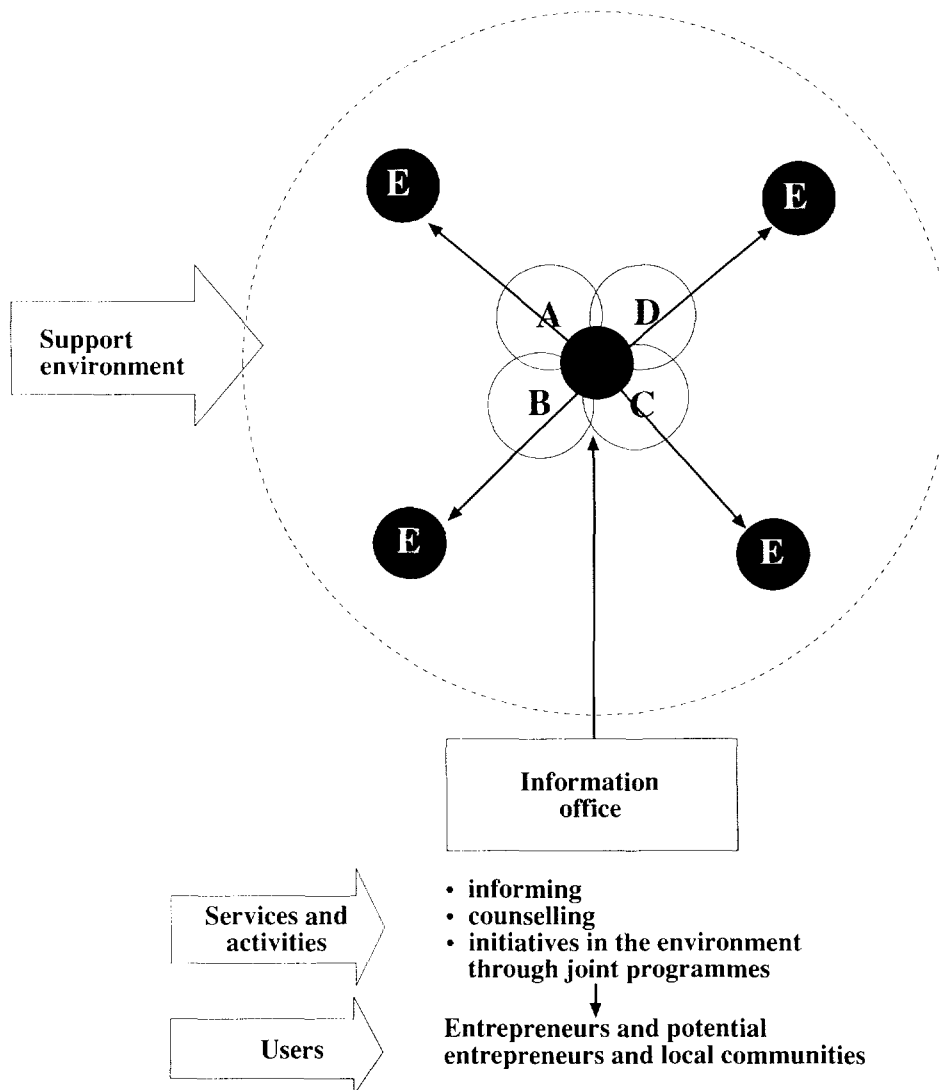 E
E
A
D
Support
environment
B
C
E
E
Information
office
Services and
activities
• informing
• counselling
• initiatives in the environment
through joint programmes
Users
Entrepreneurs and potential
entrepreneurs and local communities